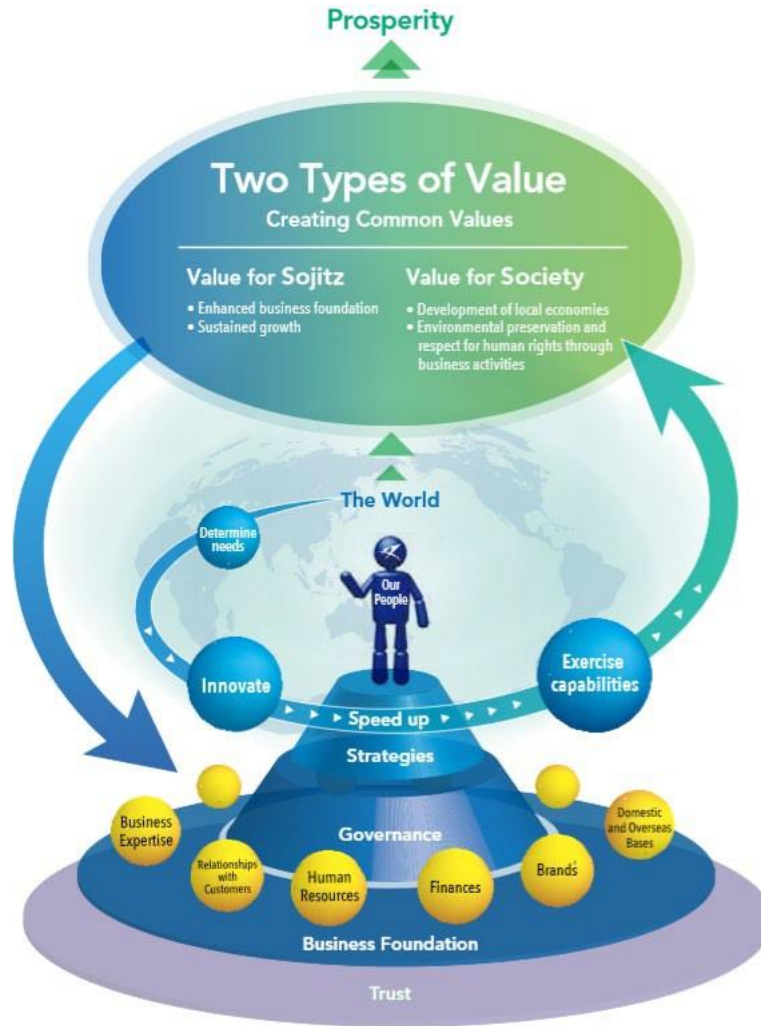 Prosperity
Two Types of Value
Creating Common Values
Value for Sojitz
• Enhanced business foundation
• Sustained growth
Value for Society
• Development of local economies
• Environmental preservation and
respect for human rights through
business activities
The World
Determine
needs
Our
People
Innovate
Exercise
capabilities
Speed up
Strategies
Governance
Business
Expertise
Relationships
with
Customers
Human
Resources
Finances
Brands
Domestic
and Overseas
Bases
Business Foundation
Trust